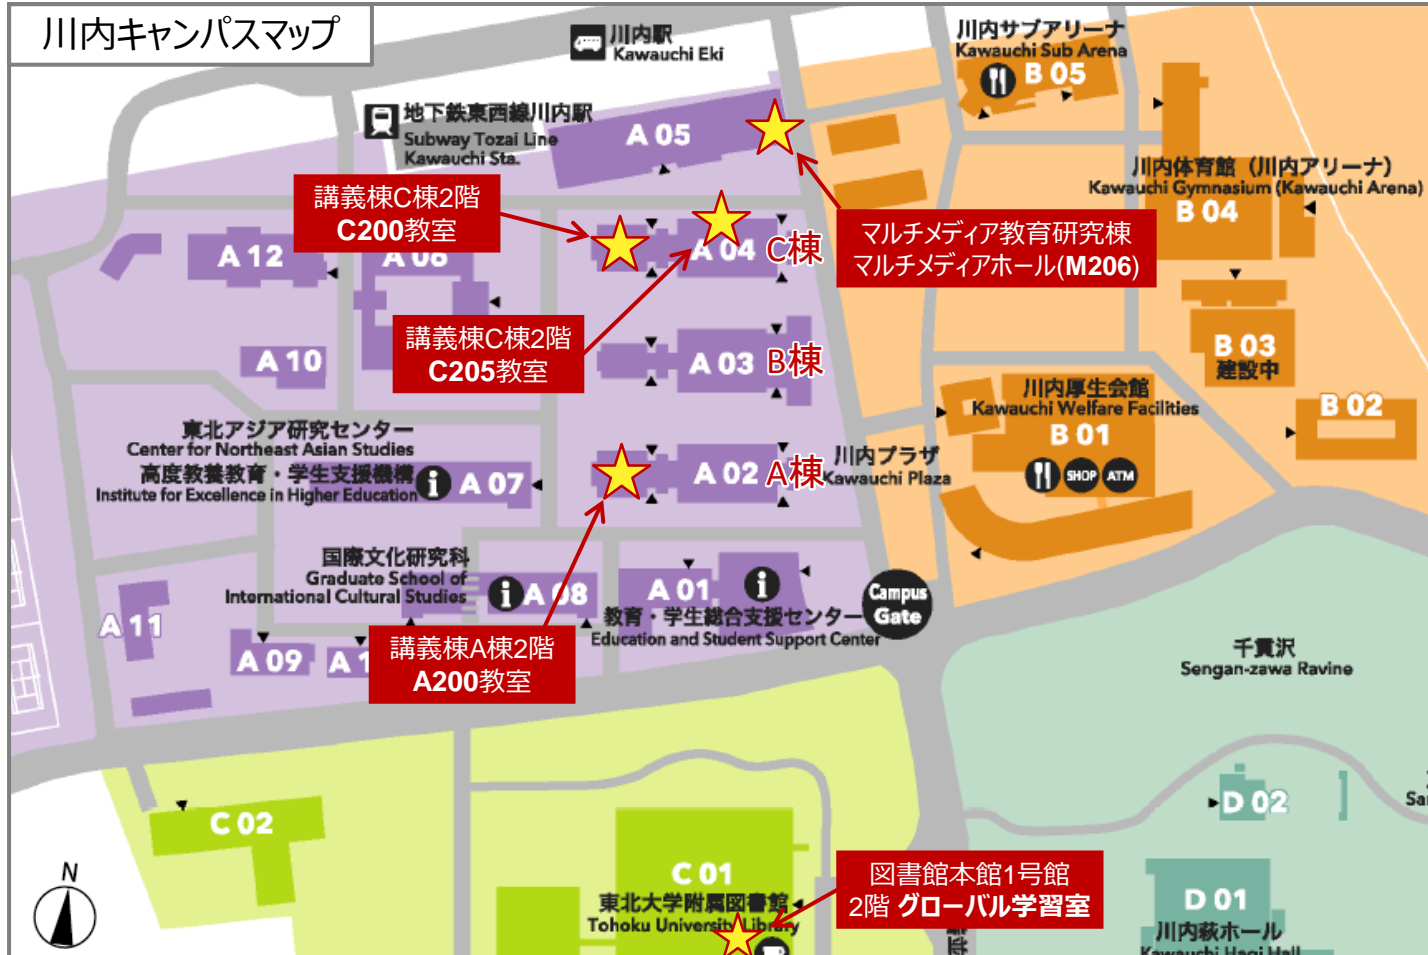 川内キャンパスマップ
川内駅
Kawauchi Eki
川内サブアリーナ
Kawauchi Sub Arena
B 05
地下鉄東西線川内駅
Subway Tozai Line
Kawauchi Sta.
A 05
川内体育館（川内アリーナ）
Kawauchi Gymnasium (Kawauchi Arena)
B 04
講義棟C棟2階
C200教室
マルチメディア教育研究棟
マルチメディアホール(M206)
A 12
A 06
A 04
C棟
講義棟C棟2階
C205教室
A 10
A 03
B棟
B 03
建設中
川内厚生会館
Kawauchi Welfare Facilities
B 01
SHOP
ATM
B 02
東北アジア研究センター
Center for Northeast Asian Studies
高度教養教育・学生支援機構
Institute for Excellence in Higher Education
A 07
A 02
A棟
川内プラザ
Kawauchi Plaza
国際文化研究科
Graduate School of
International Cultural Studies
A 08
A 01
教育・学生総合支援センター
Education and Student Support Center
Campus
Gate
A 11
A 09
A 1
講義棟A棟2階
A200教室
千貫沢
Sengan-zawa Ravine
C 02
D 02
Sa
C 01
東北大学附属図書館
Tohoku University Library
図書館本館1号館
2階 グローバル学習室
D 01
川内萩ホール
Kawauchi Hagi Hall
N